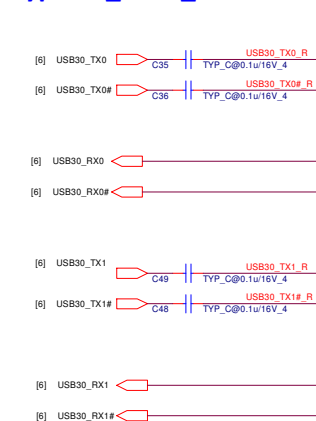 [6] USB30_TX0 C35 TYP_C@0.1u/16V_4 USB30_TX0_R
[6] USB30_TX0# C36 TYP_C@0.1u/16V_4 USB30_TX0#_R
[6] USB30_RX0
[6] USB30_RX0#
[6] USB30_TX1 C49 TYP_C@0.1u/16V_4 USB30_TX1_R
[6] USB30_TX1# C48 TYP_C@0.1u/16V_4 USB30_TX1#_R
[6] USB30_RX1
[6] USB30_RX1#